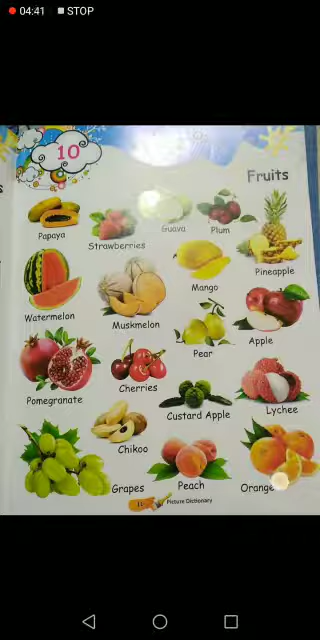 04:41 STOP
10
Fruits
Papaya
Strawberries
Guava
Plum
Pineapple
Watermelon
Muskmelon
Mango
Apple
Pear
Pomegranate
Cherries
Custard Apple
Lychee
Chikoo
Grapes
Peach
Orange
11 Picture Dictionary